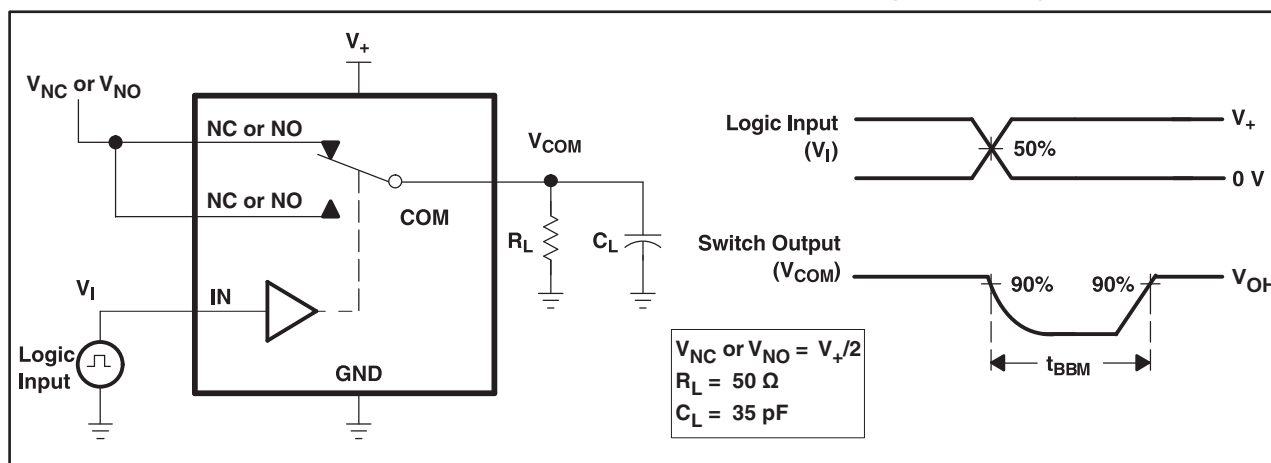 V+
VNC or VNO
NC or NO
VCOM
NC or NO
COM
RL
CL
VI
IN
Logic
Input
GND
VNC or VNO = V+/2
RL = 50 Ω
CL = 35 pF
Logic Input
(VI)
V+
50%
0 V
Switch Output
(VCOM)
90%
90%
VOH
tBBM